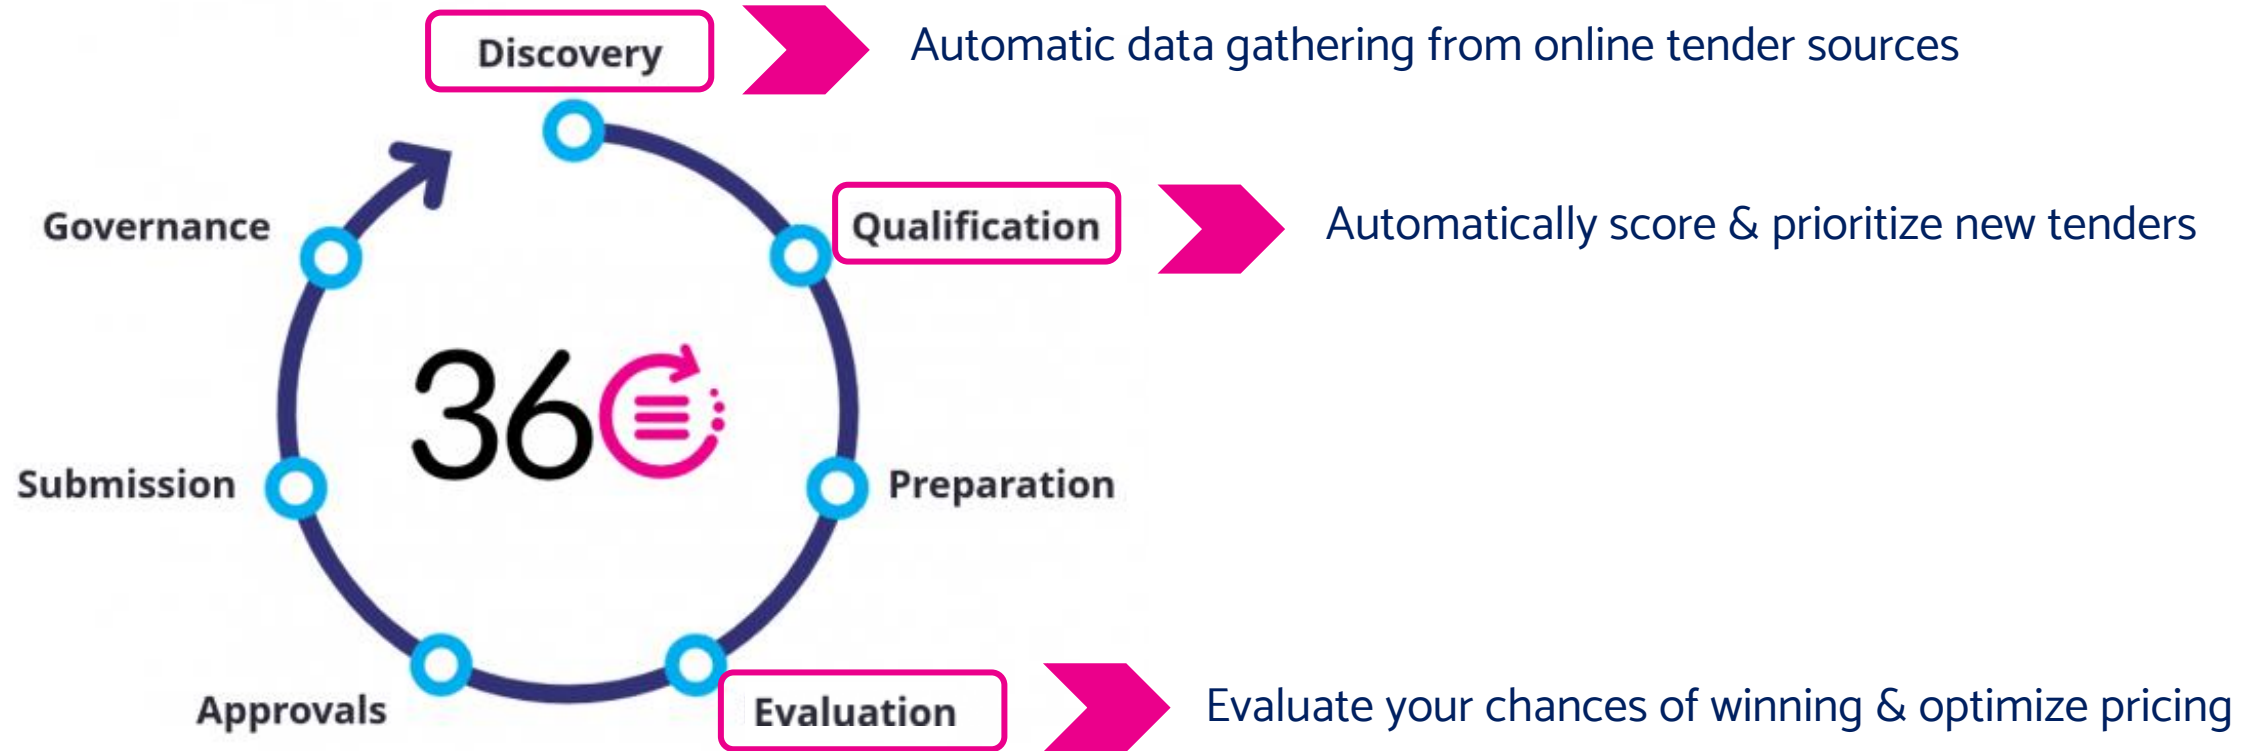 Discovery
Automatic data gathering from online tender sources
Governance
Qualification
Automatically score & prioritize new tenders
36
Submission
Preparation
Approvals
Evaluation
Evaluate your chances of winning & optimize pricing